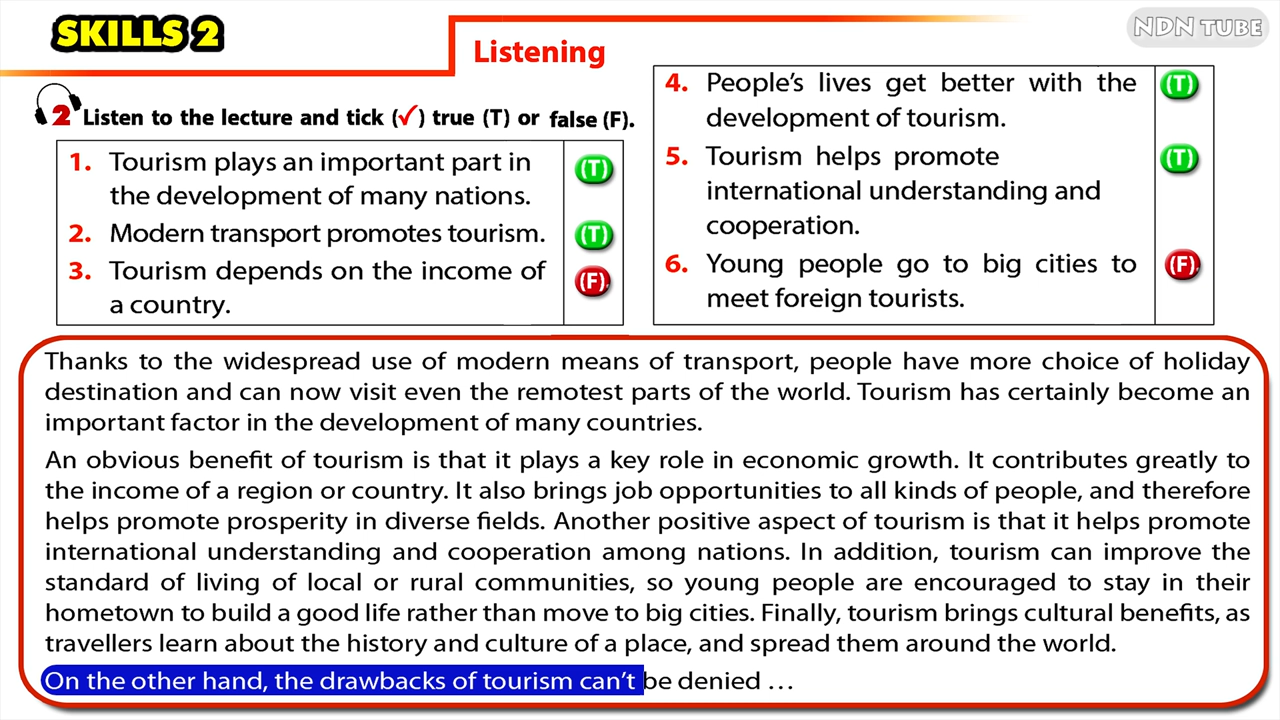 SKILLS 2
NDN TUBE
Listening
2 Listen to the lecture and tick (✓) true (T) or false (F).
1. Tourism plays an important part in (T)
the development of many nations.
2. Modern transport promotes tourism. (T)
3. Tourism depends on the income of (F)
a country.
4. People's lives get better with the (T)
development of tourism.
5. Tourism helps promote (T)
international understanding and
cooperation.
6. Young people go to big cities to (F)
meet foreign tourists.
Thanks to the widespread use of modern means of transport, people have more choice of holiday
destination and can now visit even the remotest parts of the world. Tourism has certainly become an
important factor in the development of many countries.
An obvious benefit of tourism is that it plays a key role in economic growth. It contributes greatly to
the income of a region or country. It also brings job opportunities to all kinds of people, and therefore
helps promote prosperity in diverse fields. Another positive aspect of tourism is that it helps promote
international understanding and cooperation among nations. In addition, tourism can improve the
standard of living of local or rural communities, so young people are encouraged to stay in their
hometown to build a good life rather than move to big cities. Finally, tourism brings cultural benefits, as
travellers learn about the history and culture of a place, and spread them around the world.
On the other hand, the drawbacks of tourism can't be denied …